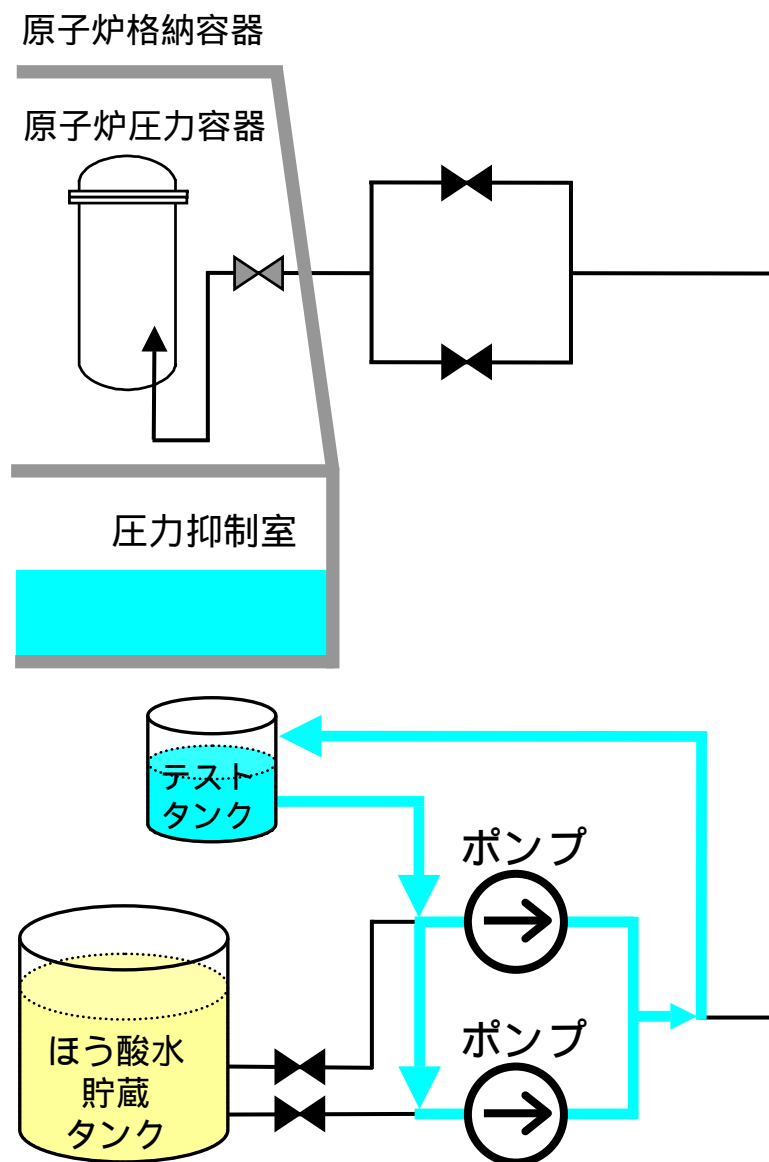 原子炉格納容器
原子炉圧力容器
圧力抑制室
テスト
タンク
ポンプ
ほう酸水
貯蔵
タンク
ポンプ